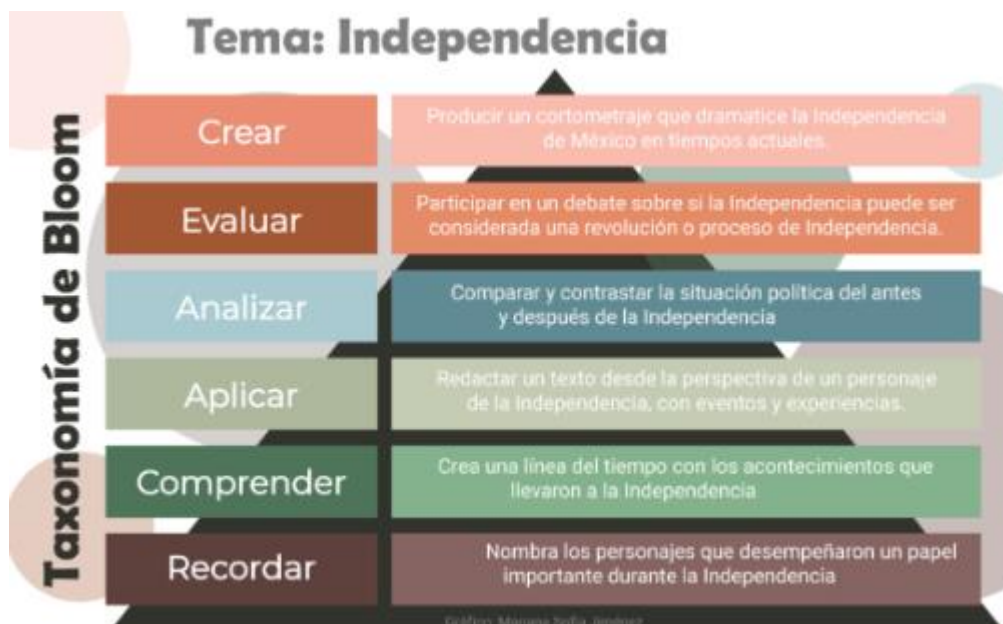 Tema: Independencia
Taxonomía de Bloom
Crear
Producir un cortometraje que dramatice la Independencia
de México en tiempos actuales.
Evaluar
Participar en un debate sobre si la Independencia puede ser
considerada una revolución o proceso de Independencia.
Analizar
Comparar y contrastar la situación política del antes
y después de la Independencia
Aplicar
Redactar un texto desde la perspectiva de un personaje
de la Independencia, con eventos y experiencias.
Comprender
Crea una línea del tiempo con los acontecimientos que
llevaron a la Independencia
Recordar
Nombra los personajes que desempeñaron un papel
importante durante la Independencia
Gráfico: Mariana Sofía Jiménez